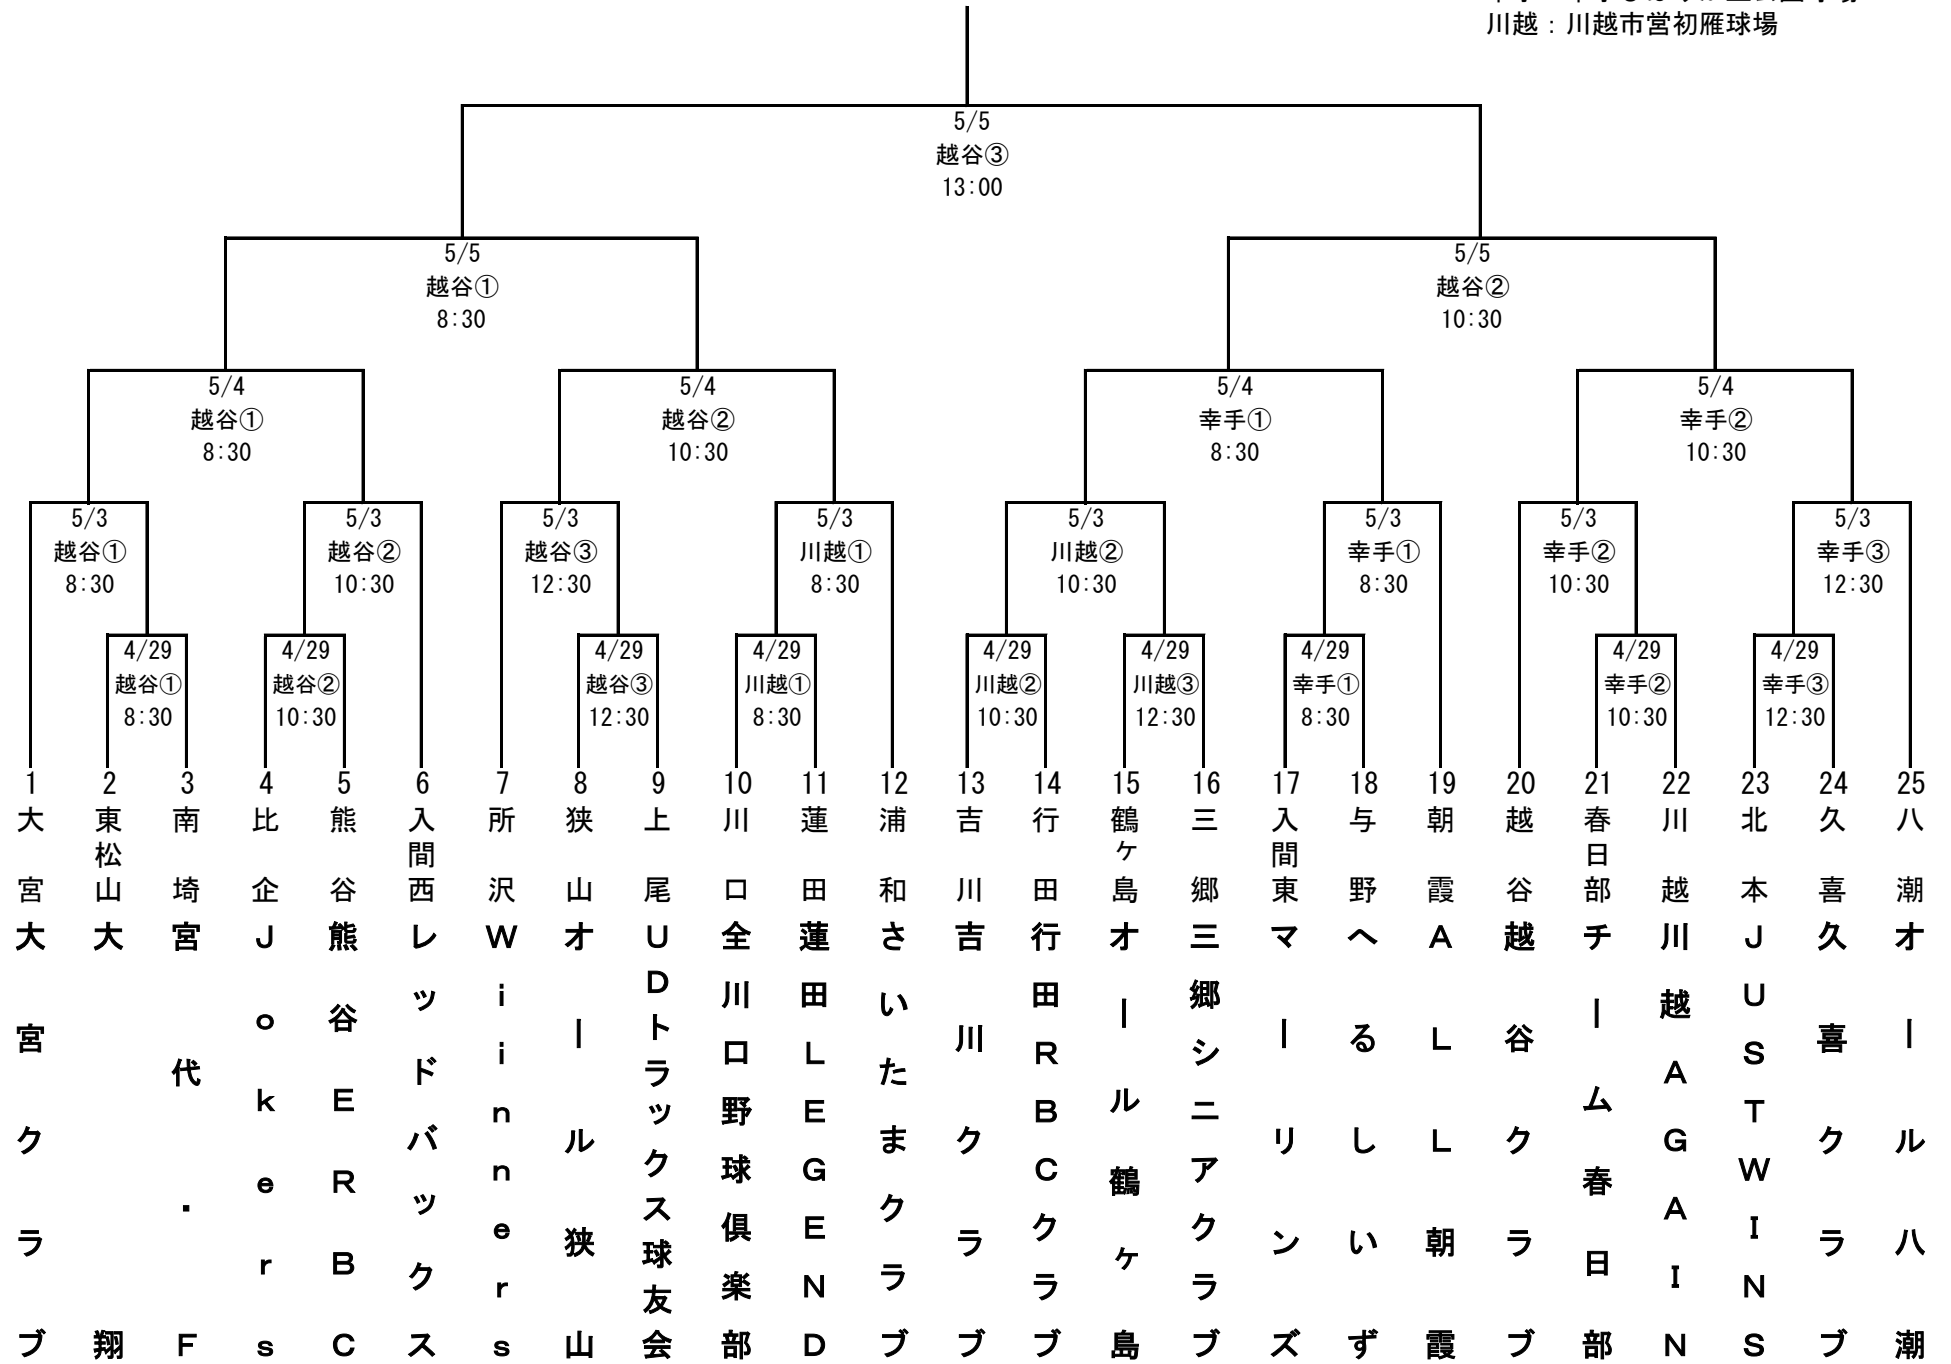 川越：川越市営初雁球場
5/5
越谷③
13:00
5/5
越谷①
8:30
5/5
越谷②
10:30
5/4
越谷①
8:30
5/4
越谷②
10:30
5/4
幸手①
8:30
5/4
幸手②
10:30
5/3
越谷①
8:30
5/3
越谷②
10:30
5/3
越谷③
12:30
5/3
川越①
8:30
5/3
川越②
10:30
5/3
幸手①
8:30
5/3
幸手②
10:30
5/3
幸手③
12:30
4/29
越谷①
8:30
4/29
越谷②
10:30
4/29
越谷③
12:30
4/29
川越①
8:30
4/29
川越②
10:30
4/29
川越③
12:30
4/29
幸手①
8:30
4/29
幸手②
10:30
4/29
幸手③
12:30
1
大宮
大宮クラブ
2
東松山
大翔
3
南埼
宮代．F
4
比企
Jokers
5
熊谷
熊谷ERBC
6
入間西
レッドバックス
7
所沢
Wiinners
8
狭山
オール狭山
9
上尾
UDトラックス球友会
10
川口
全川口野球倶楽部
11
蓮田
蓮田LEGEND
12
浦和
さいたまクラブ
13
吉川
吉川クラブ
14
行田
行田RBCクラブ
15
鶴ケ島
オール鶴ヶ島
16
三郷
三郷シニアクラブ
17
入間東
マーリンズ
18
与野
へるしいず
19
朝霞
ALL朝霞
20
越谷
越谷クラブ
21
春日部
チーム春日部
22
川越
川越AGAIN
23
北本
JUSTWINS
24
久喜
久喜クラブ
25
八潮
オール八潮